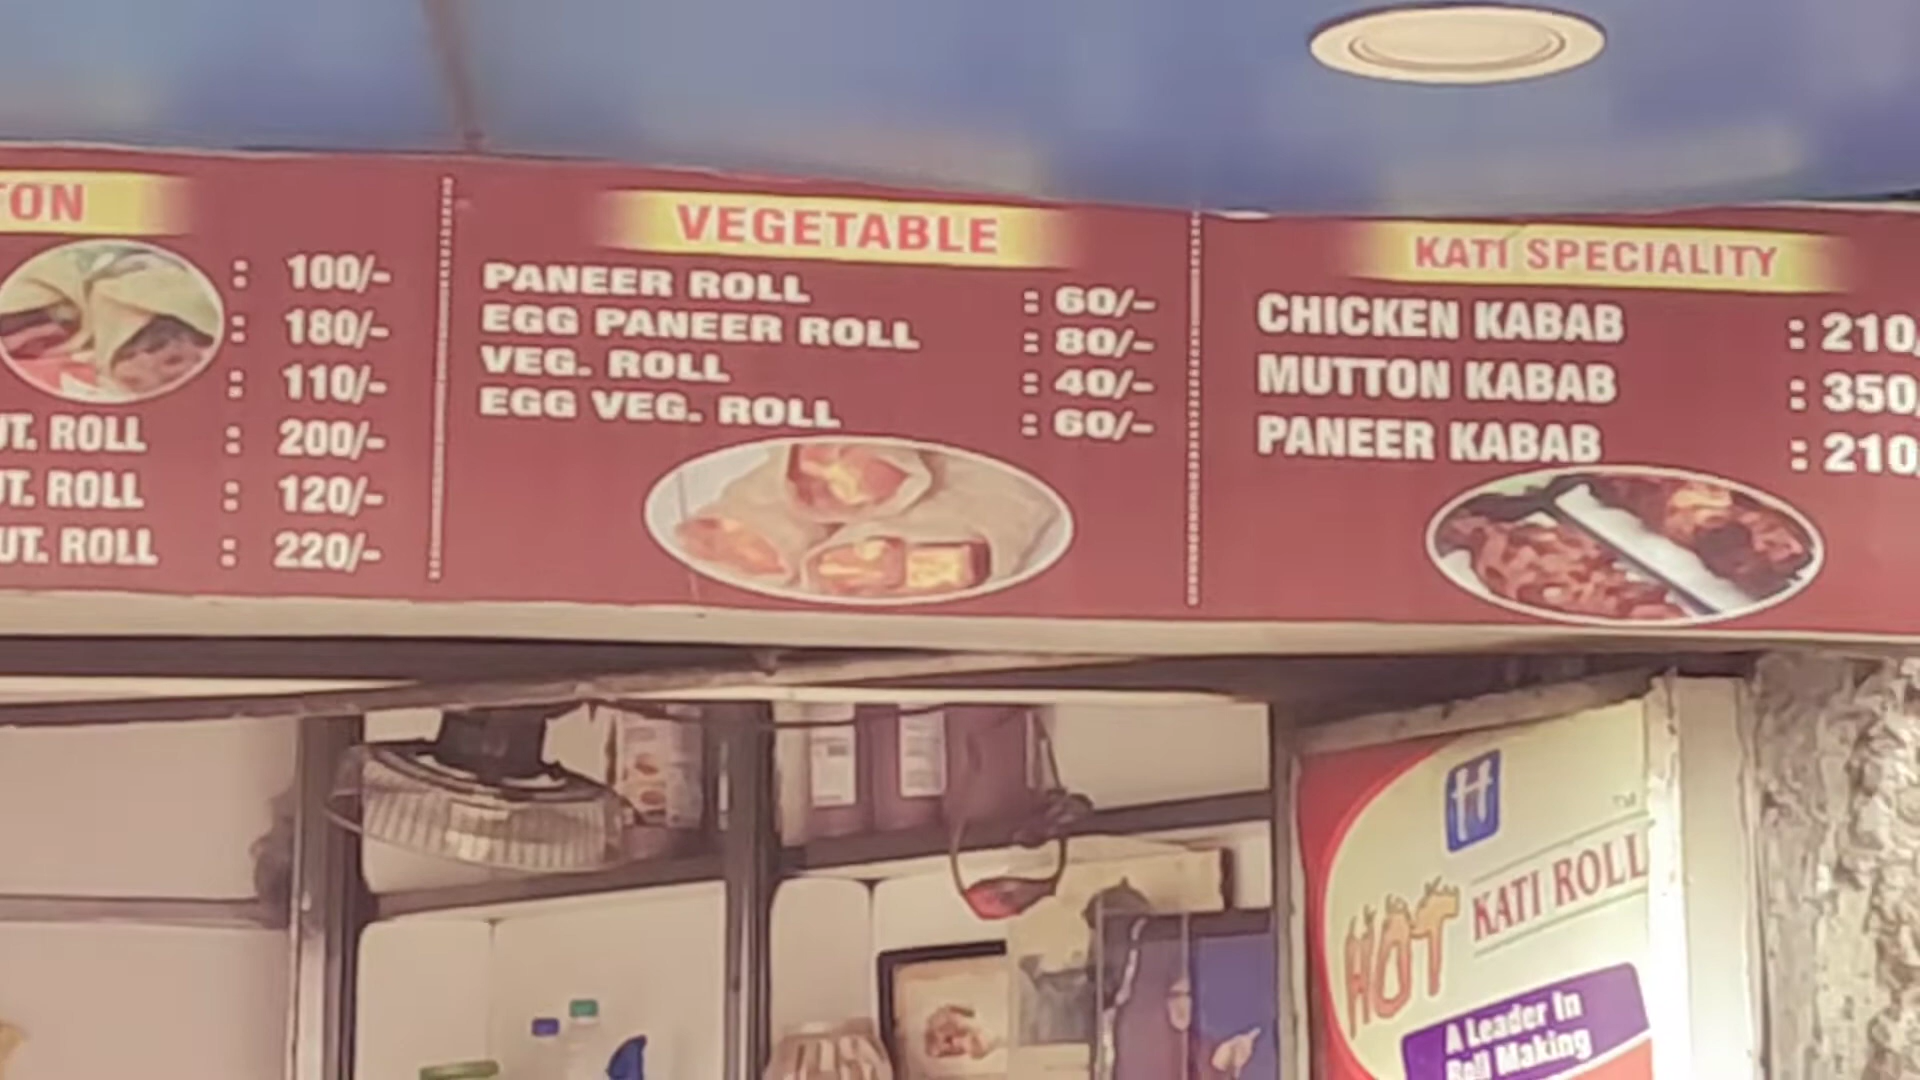 TON
: 100/-
: 180/-
: 110/-
UT. ROLL : 200/-
UT. ROLL : 120/-
UT. ROLL : 220/-
VEGETABLE
PANEER ROLL : 60/-
EGG PANEER ROLL : 80/-
VEG. ROLL : 40/-
EGG VEG. ROLL : 60/-
KATI SPECIALITY
CHICKEN KABAB : 210
MUTTON KABAB : 350
PANEER KABAB : 210
H
TM
HOT KATI ROLL
A Leader In
Roll Making